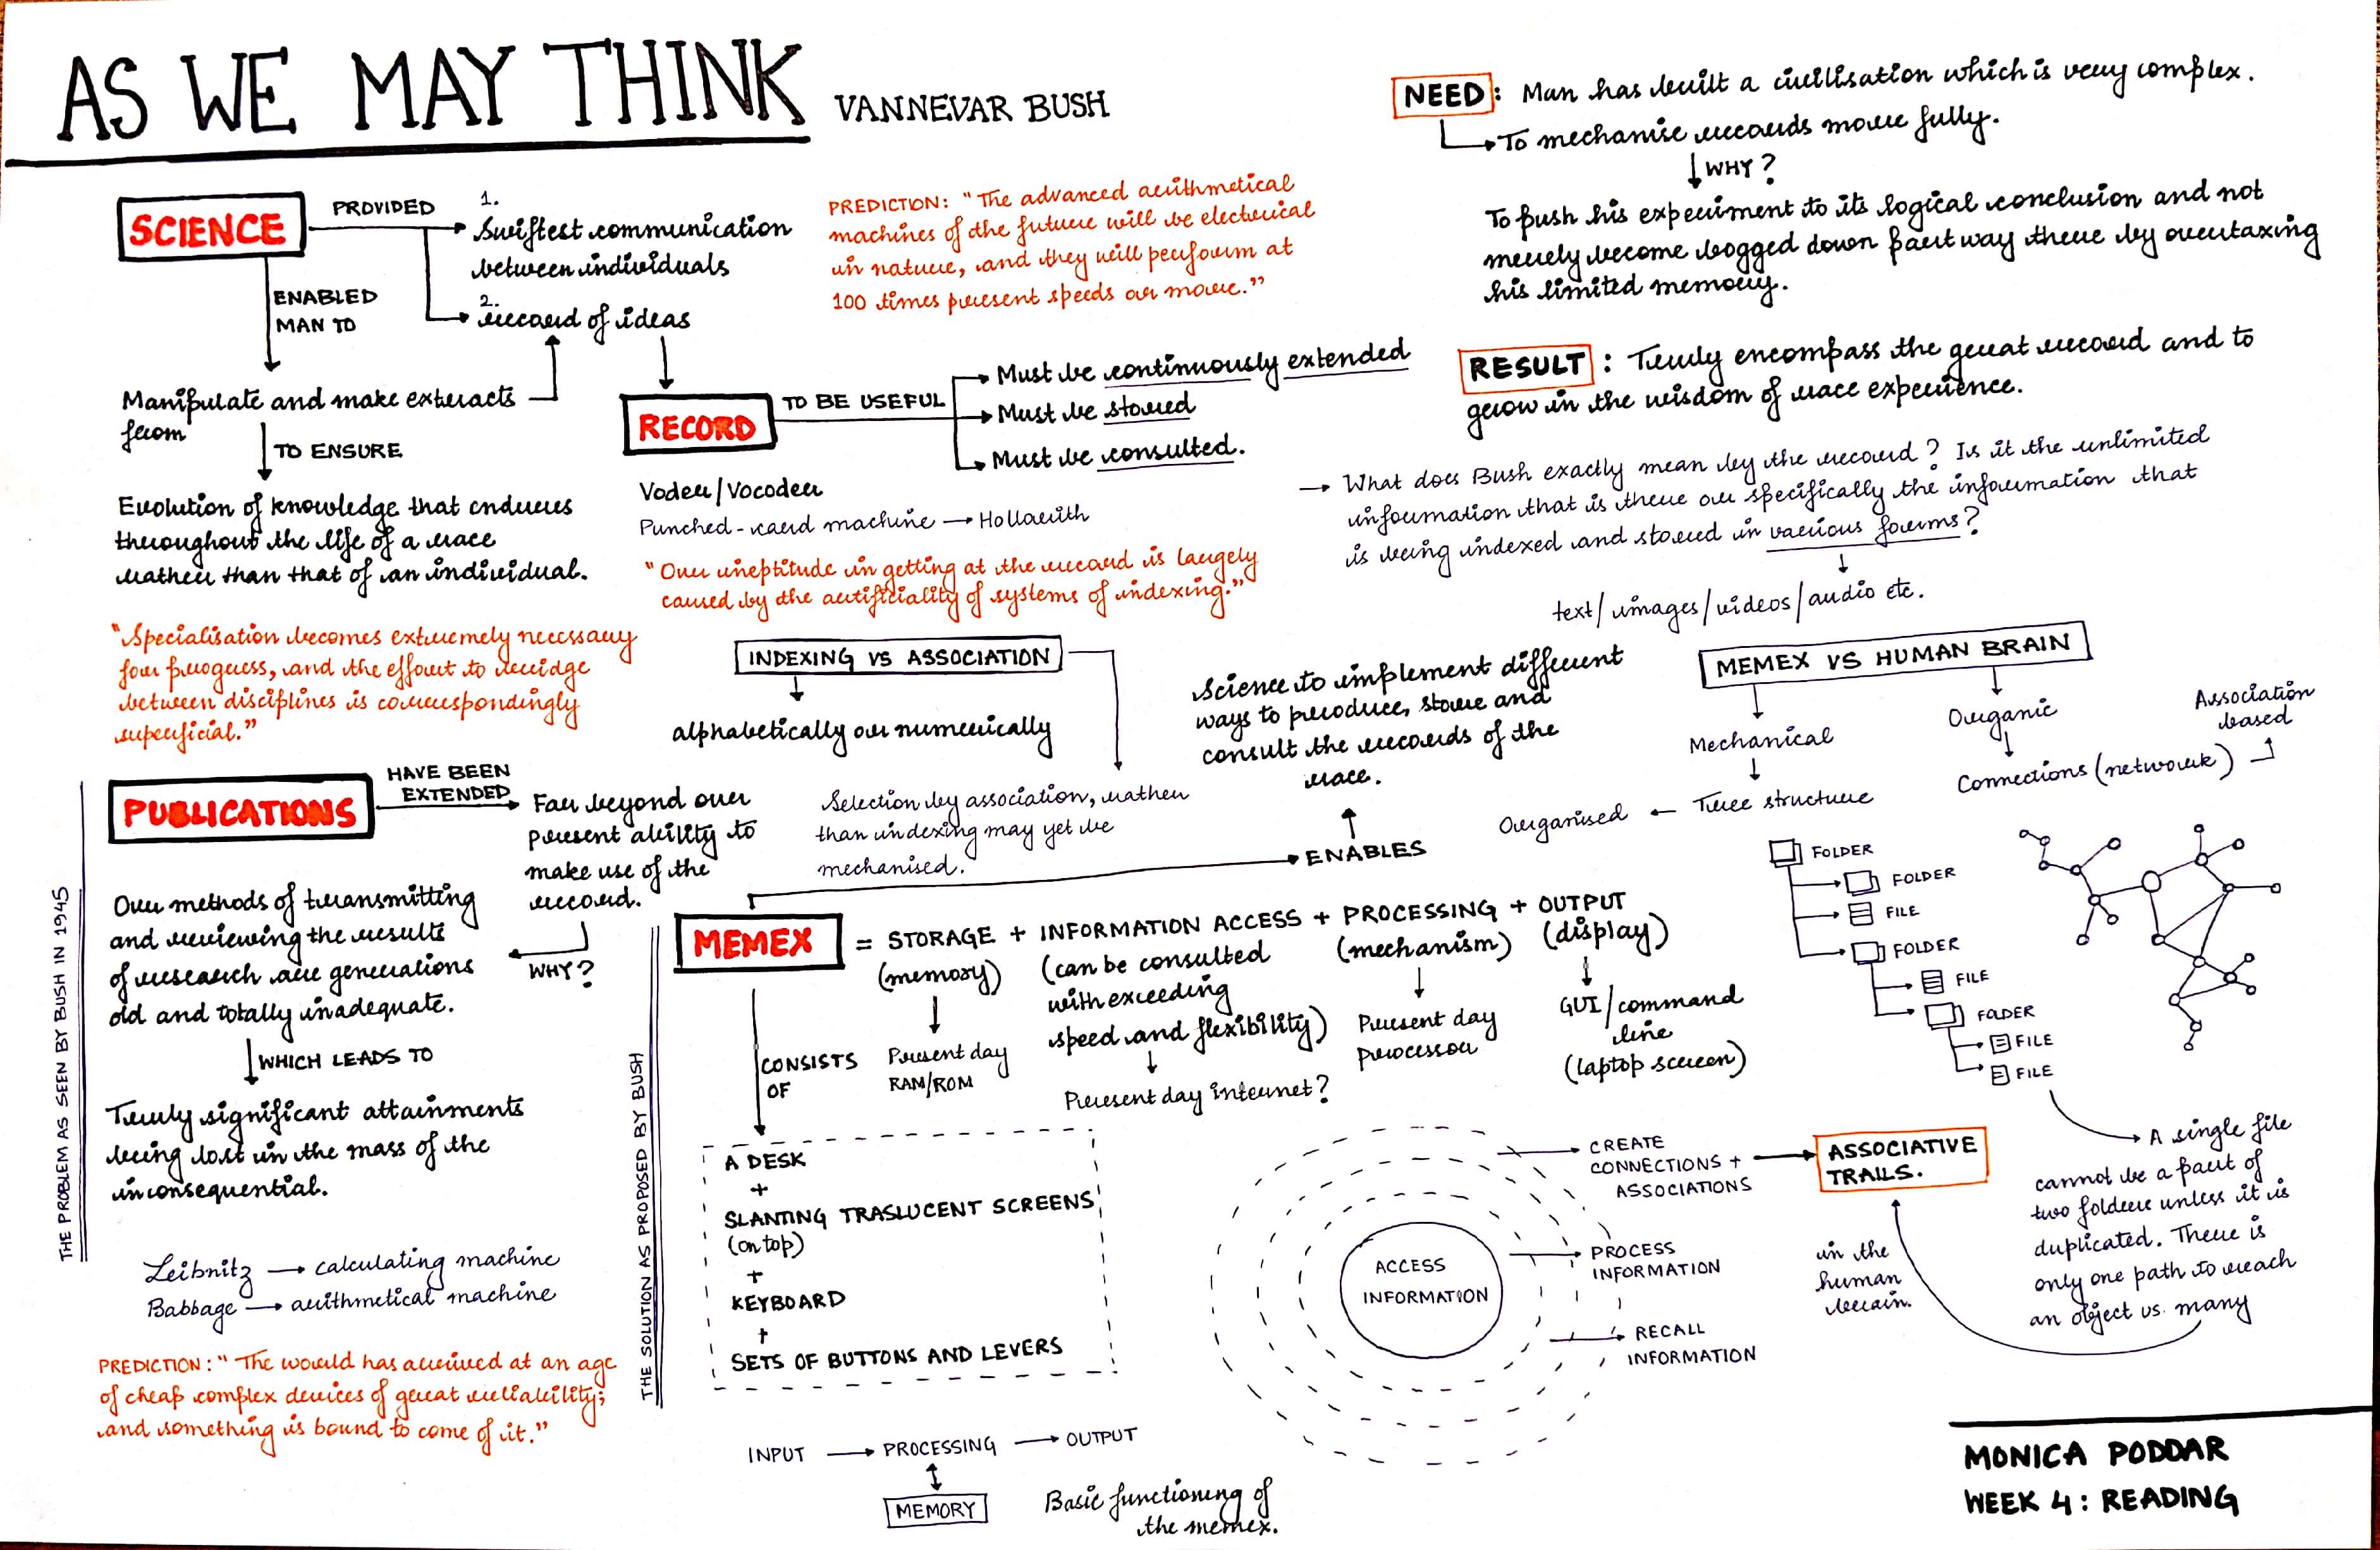 AS WE MAY THINK
VANNEVAR BUSH
SCIENCE
PROVIDED
1.
Swiftest communication
between individuals
2.
record of ideas
ENABLED
MAN TO
Manipulate and make extracts
from
TO ENSURE
Evolution of knowledge that endures
throughout the life of a race
rather than that of an individual.
"Specialisation becomes extremely necessary
for progress, and the effort to bridge
between disciplines is correspondingly
superficial."
PREDICTION: "The advanced arithmetical
machines of the future will be electrical
in nature, and they will perform at
100 times present speeds or more."
RECORD
TO BE USEFUL
Must be continuously extended
Must be stored
Must be consulted.
Voder/Vocoder
Punched-card machine → Hollorith
"Our ineptitude in getting at the record is largely
caused by the artificiality of systems of indexing."
INDEXING VS ASSOCIATION
alphabetically or numerically
Selection by association, rather
than indexing may yet be
mechanised.
NEED: Man has built a civilisation which is very complex.
To mechanise records more fully.
WHY?
To push his experiment to its logical conclusion and not
merely become bogged down part way there by overtaxing
his limited memory.
RESULT: Truly encompass the great record and to
grow in the wisdom of race experience.
→ What does Bush exactly mean by the record? Is it the unlimited
information that is there or specifically the information that
is being indexed and stored in various forms?
text/images/videos/audio etc.
THE PROBLEM AS SEEN BY BUSH IN 1945
PUBLICATIONS
HAVE BEEN
EXTENDED
Far beyond our
present ability to
make use of the
record.
WHY?
Our methods of transmitting
and reviewing the results
of research are generations
old and totally inadequate.
WHICH LEADS TO
Truly significant attainments
being lost in the mass of the
inconsequential.
Leibnitz → calculating machine
Babbage → arithmetical machine
PREDICTION: "The world has arrived at an age
of cheap complex devices of great reliability;
and something is bound to come of it."
THE SOLUTION AS PROPOSED BY BUSH
MEMEX
= STORAGE + INFORMATION ACCESS + PROCESSING + OUTPUT
(memory)
Present day
RAM/ROM
(can be consulted
with exceeding
speed and flexibility)
Present day internet?
(mechanism)
Present day
processor
(display)
GUI/command
line
(laptop screen)
ENABLES
Science to implement different
ways to produce, store and
consult the records of the
race.
CONSISTS
OF
A DESK
+
SLANTING TRASLUCENT SCREENS
(on top)
+
KEYBOARD
+
SETS OF BUTTONS AND LEVERS
INPUT → PROCESSING → OUTPUT
MEMORY
Basic functioning of
the memex.
ACCESS
INFORMATION
CREATE
CONNECTIONS +
ASSOCIATIONS
PROCESS
INFORMATION
RECALL
INFORMATION
ASSOCIATIVE
TRAILS.
in the
human
brain.
MEMEX VS HUMAN BRAIN
Mechanical
Tree structure
Organised
Organic
Connections (network)
Association
based
FOLDER
FOLDER
FILE
FOLDER
FILE
FOLDER
FILE
FILE
A single file
cannot be a part of
two folders unless it is
duplicated. There is
only one path to reach
an object vs. many
MONICA PODDAR
WEEK 4: READING